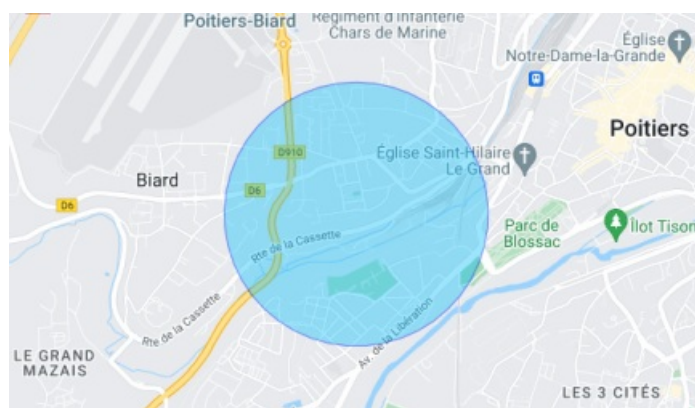 Poitiers-Biard
Régiment d'Infanterie
Chars de Marine
Église
Notre-Dame-la-Grande
Poitiers
D910
Église Saint-Hilaire
Le Grand
Biard
D6
D6
Parc de
Blossac
Îlot Tison
Rte de la Cassette
Rte de la Cassette
Av. de la Libération
LE GRAND
MAZAIS
LES 3 CITÉS